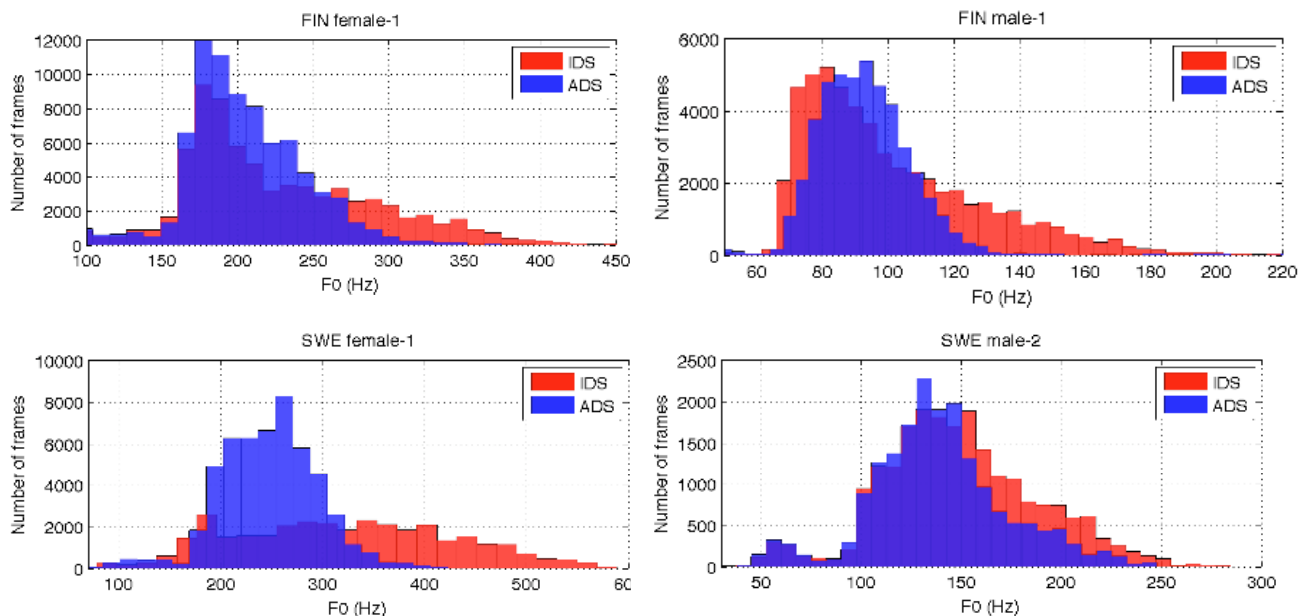 FIN female-1
12000
10000
8000
6000
4000
2000
0
Number of frames
100 150 200 250 300 350 400 450
F0 (Hz)
IDS
ADS
FIN male-1
6000
4000
2000
0
Number of frames
60 80 100 120 140 160 180 200 220
F0 (Hz)
IDS
ADS
SWE female-1
10000
8000
6000
4000
2000
0
Number of frames
100 200 300 400 500
F0 (Hz)
IDS
ADS
SWE male-2
2500
2000
1500
1000
500
0
Number of frames
50 100 150 200 250 300
F0 (Hz)
IDS
ADS